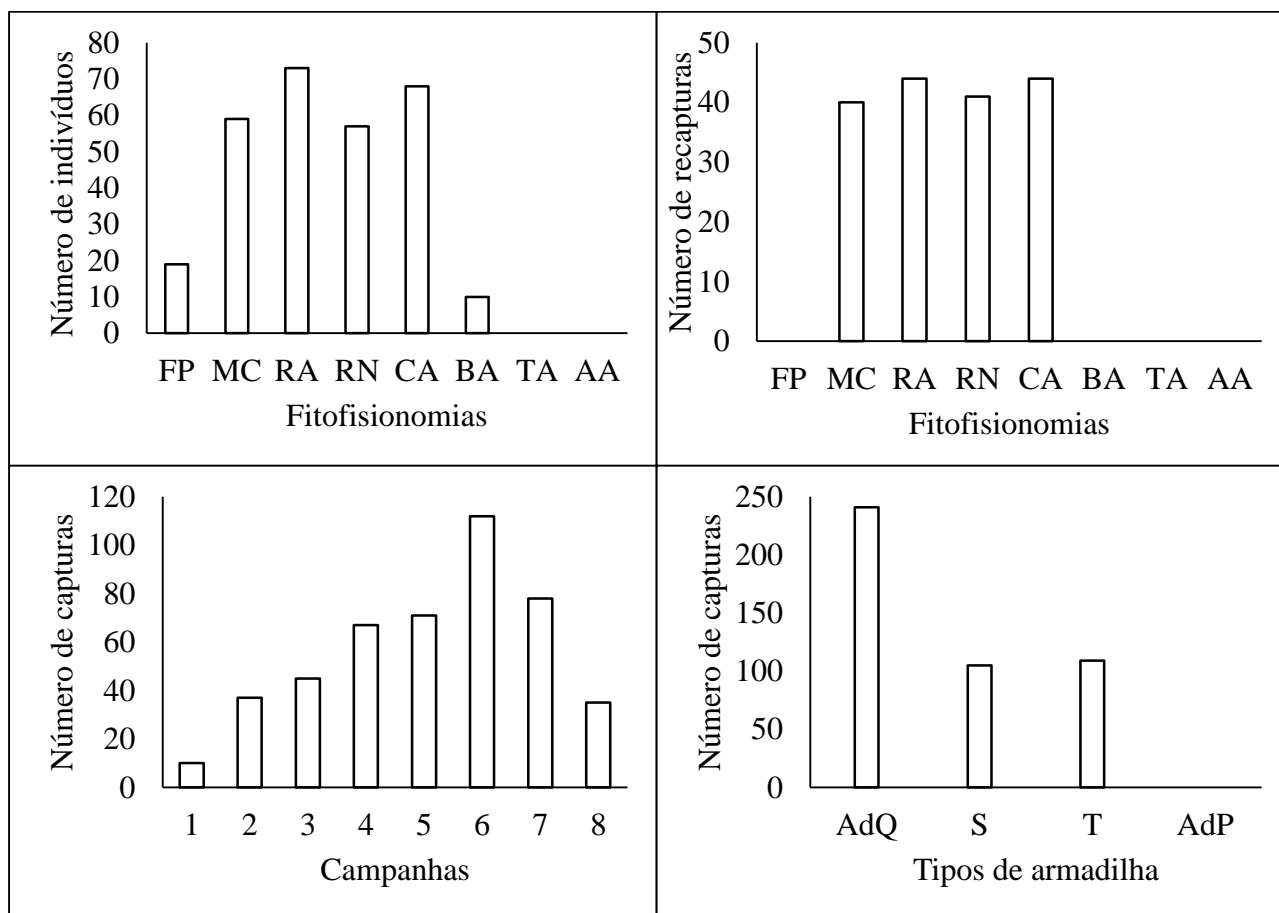 Número de indivíduos
80
70
60
50
40
30
20
10
0
FP MC RA RN CA BA TA AA
Fitofisionomias
Número de recapturas
50
40
30
20
10
0
FP MC RA RN CA BA TA AA
Fitofisionomias
Número de capturas
120
100
80
60
40
20
0
1 2 3 4 5 6 7 8
Campanhas
Número de capturas
250
200
150
100
50
0
AdQ S T AdP
Tipos de armadilha